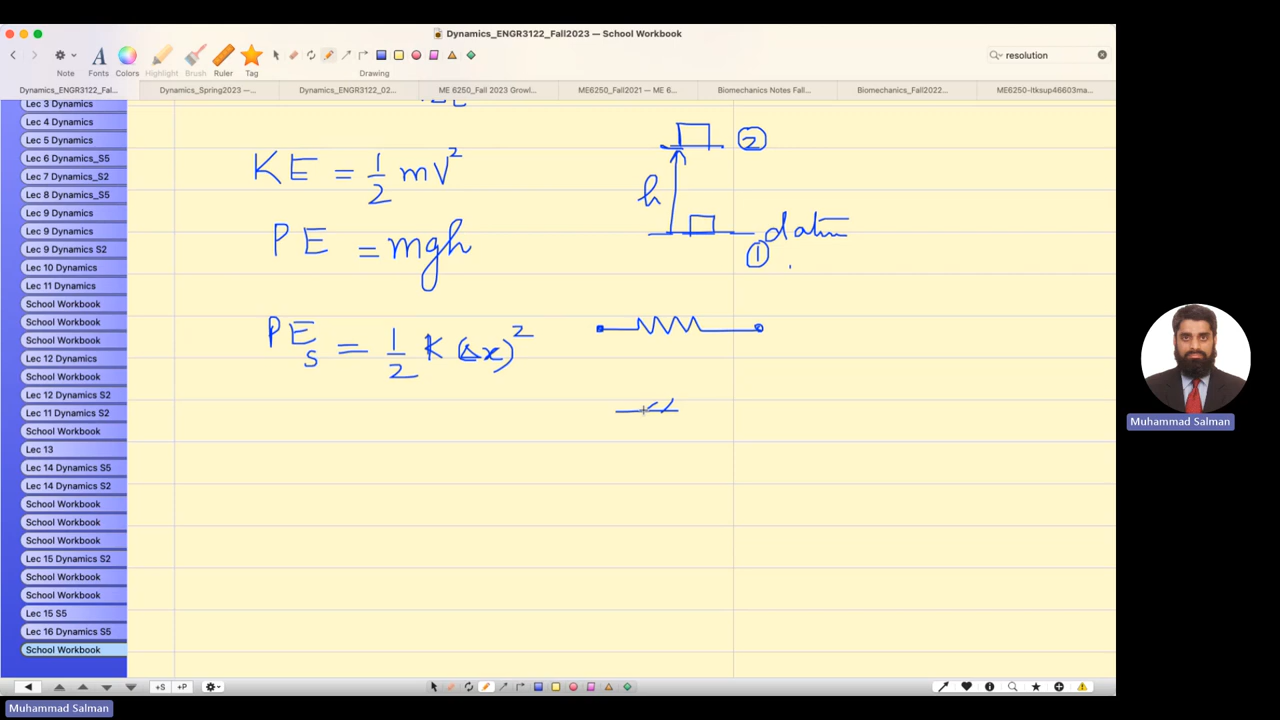 Dynamics_ENGR3122_Fall2023 — School Workbook
Note Fonts Colors Highlight Brush Ruler Tag Drawing
resolution
Dynamics_ENGR3122_Fal... Dynamics_Spring2023 —... Dynamics_ENGR3122_02... ME 6250_Fall 2023 Growl... ME6250_Fall2021 — ME 6... Biomechanics Notes Fall... Biomechanics_Fall2022... ME6250-ltksup46603ma...
Lec 3 Dynamics
Lec 4 Dynamics
Lec 5 Dynamics
Lec 6 Dynamics_S5
Lec 7 Dynamics_S2
Lec 8 Dynamics_S5
Lec 9 Dynamics
Lec 9 Dynamics
Lec 9 Dynamics S2
Lec 10 Dynamics
Lec 11 Dynamics
School Workbook
School Workbook
School Workbook
Lec 12 Dynamics
School Workbook
Lec 12 Dynamics S2
Lec 11 Dynamics S2
School Workbook
Lec 13
Lec 14 Dynamics S5
Lec 14 Dynamics S2
School Workbook
School Workbook
School Workbook
Lec 15 Dynamics S2
School Workbook
School Workbook
Lec 15 S5
Lec 16 Dynamics S5
School Workbook
KE = 1/2 mV²
PE = mgh
PE_S = 1/2 K (Δx)²
②
h
①
+S +P
Muhammad Salman
Muhammad Salman